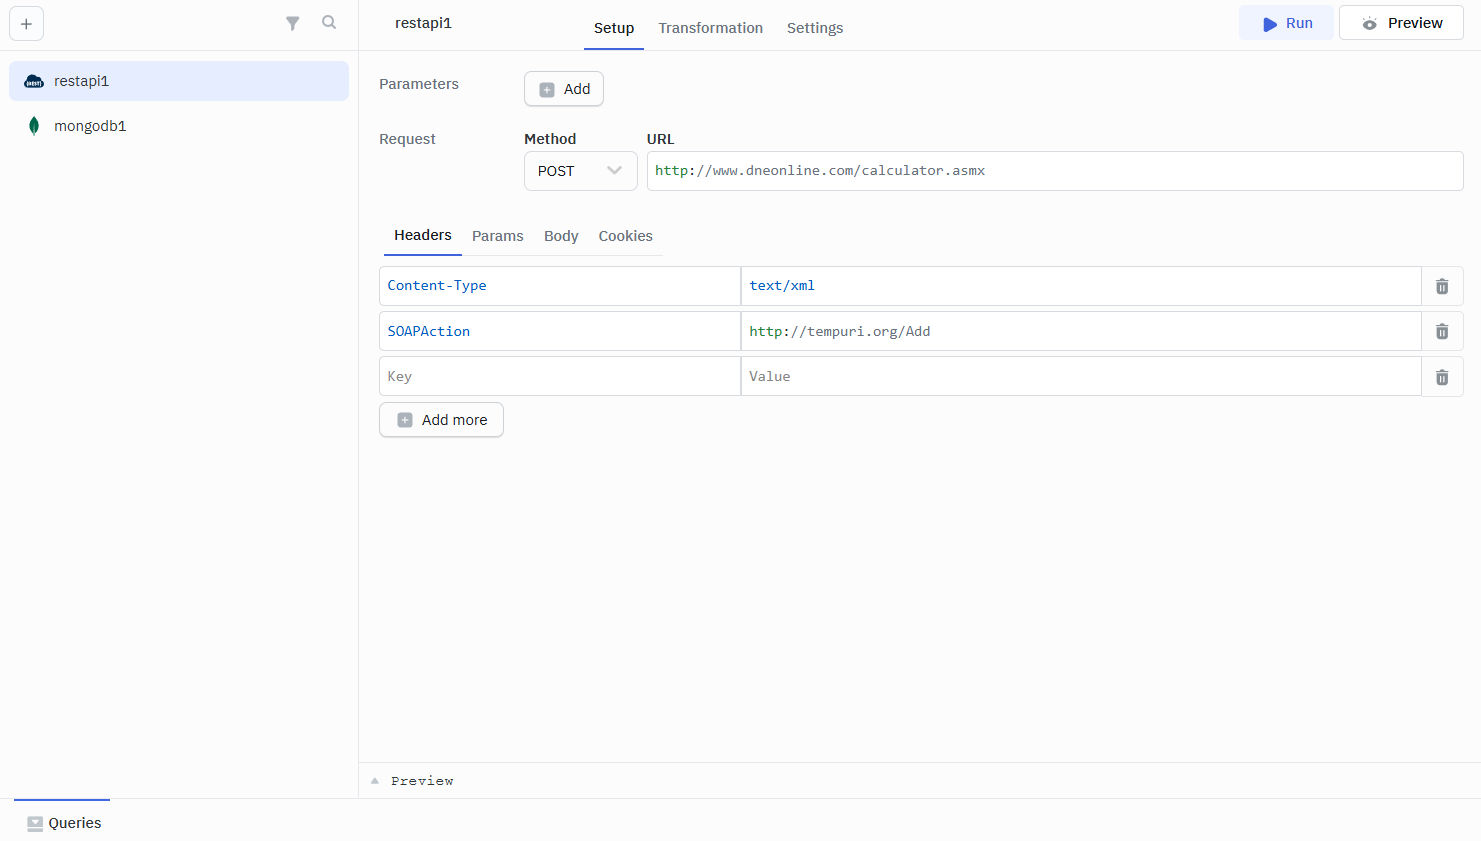 restapi1
Setup
Transformation
Settings
Run
Preview
restapi1
mongodb1
Parameters
Add
Request
Method
URL
POST
http://www.dneonline.com/calculator.asmx
Headers
Params
Body
Cookies
Content-Type
text/xml
SOAPAction
http://tempuri.org/Add
Key
Value
Add more
Preview
Queries